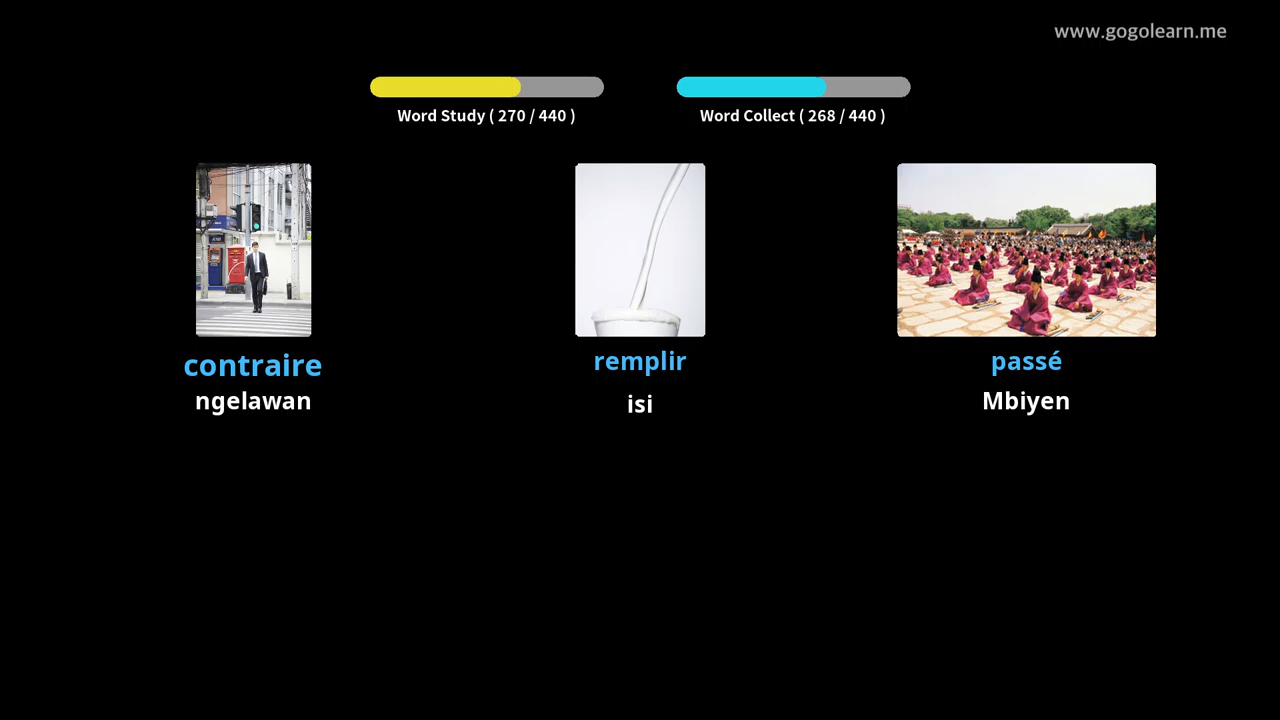 www.gogolearn.me
Word Study ( 270 / 440 )
Word Collect ( 268 / 440 )
contraire
ngelawan
remplir
isi
passé
Mbiyen